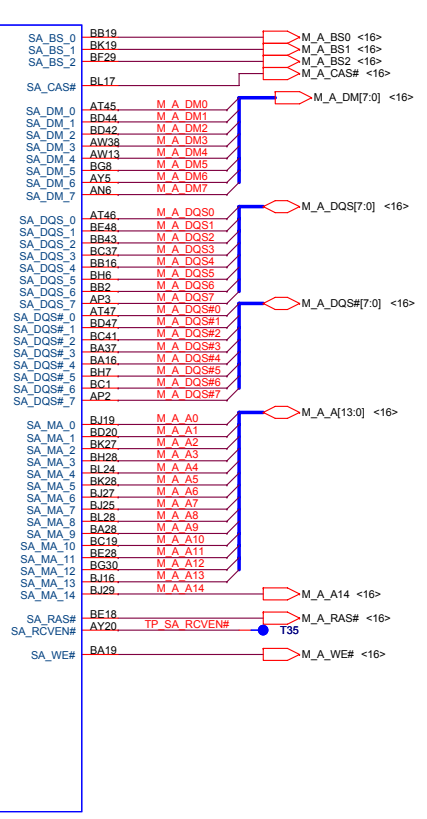 SA_BS_0 BB19 M_A_BS0 <16>
SA_BS_1 BK19 M_A_BS1 <16>
SA_BS_2 BF29 M_A_BS2 <16>
SA_CAS# BL17 M_A_CAS# <16>
M_A_DM[7:0] <16>
SA_DM_0 AT45 M_A_DM0
SA_DM_1 BD44 M_A_DM1
SA_DM_2 BD42 M_A_DM2
SA_DM_3 AW38 M_A_DM3
SA_DM_4 AW13 M_A_DM4
SA_DM_5 BG8 M_A_DM5
SA_DM_6 AY5 M_A_DM6
SA_DM_7 AN6 M_A_DM7
M_A_DQS[7:0] <16>
SA_DQS_0 AT46 M_A_DQS0
SA_DQS_1 BE48 M_A_DQS1
SA_DQS_2 BB43 M_A_DQS2
SA_DQS_3 BC37 M_A_DQS3
SA_DQS_4 BB16 M_A_DQS4
SA_DQS_5 BH6 M_A_DQS5
SA_DQS_6 BB2 M_A_DQS6
SA_DQS_7 AP3 M_A_DQS7
M_A_DQS#[7:0] <16>
SA_DQS#_0 AT47 M_A_DQS#0
SA_DQS#_1 BD47 M_A_DQS#1
SA_DQS#_2 BC41 M_A_DQS#2
SA_DQS#_3 BA37 M_A_DQS#3
SA_DQS#_4 BA16 M_A_DQS#4
SA_DQS#_5 BH7 M_A_DQS#5
SA_DQS#_6 BC1 M_A_DQS#6
SA_DQS#_7 AP2 M_A_DQS#7
M_A_A[13:0] <16>
SA_MA_0 BJ19 M_A_A0
SA_MA_1 BD20 M_A_A1
SA_MA_2 BK27 M_A_A2
SA_MA_3 BH28 M_A_A3
SA_MA_4 BL24 M_A_A4
SA_MA_5 BK28 M_A_A5
SA_MA_6 BJ27 M_A_A6
SA_MA_7 BJ25 M_A_A7
SA_MA_8 BL28 M_A_A8
SA_MA_9 BA28 M_A_A9
SA_MA_10 BC19 M_A_A10
SA_MA_11 BE28 M_A_A11
SA_MA_12 BG30 M_A_A12
SA_MA_13 BJ16 M_A_A13
SA_MA_14 BJ29 M_A_A14 M_A_A14 <16>
SA_RAS# BE18 M_A_RAS# <16>
SA_RCVEN# AY20 TP_SA_RCVEN# T35
SA_WE# BA19 M_A_WE# <16>